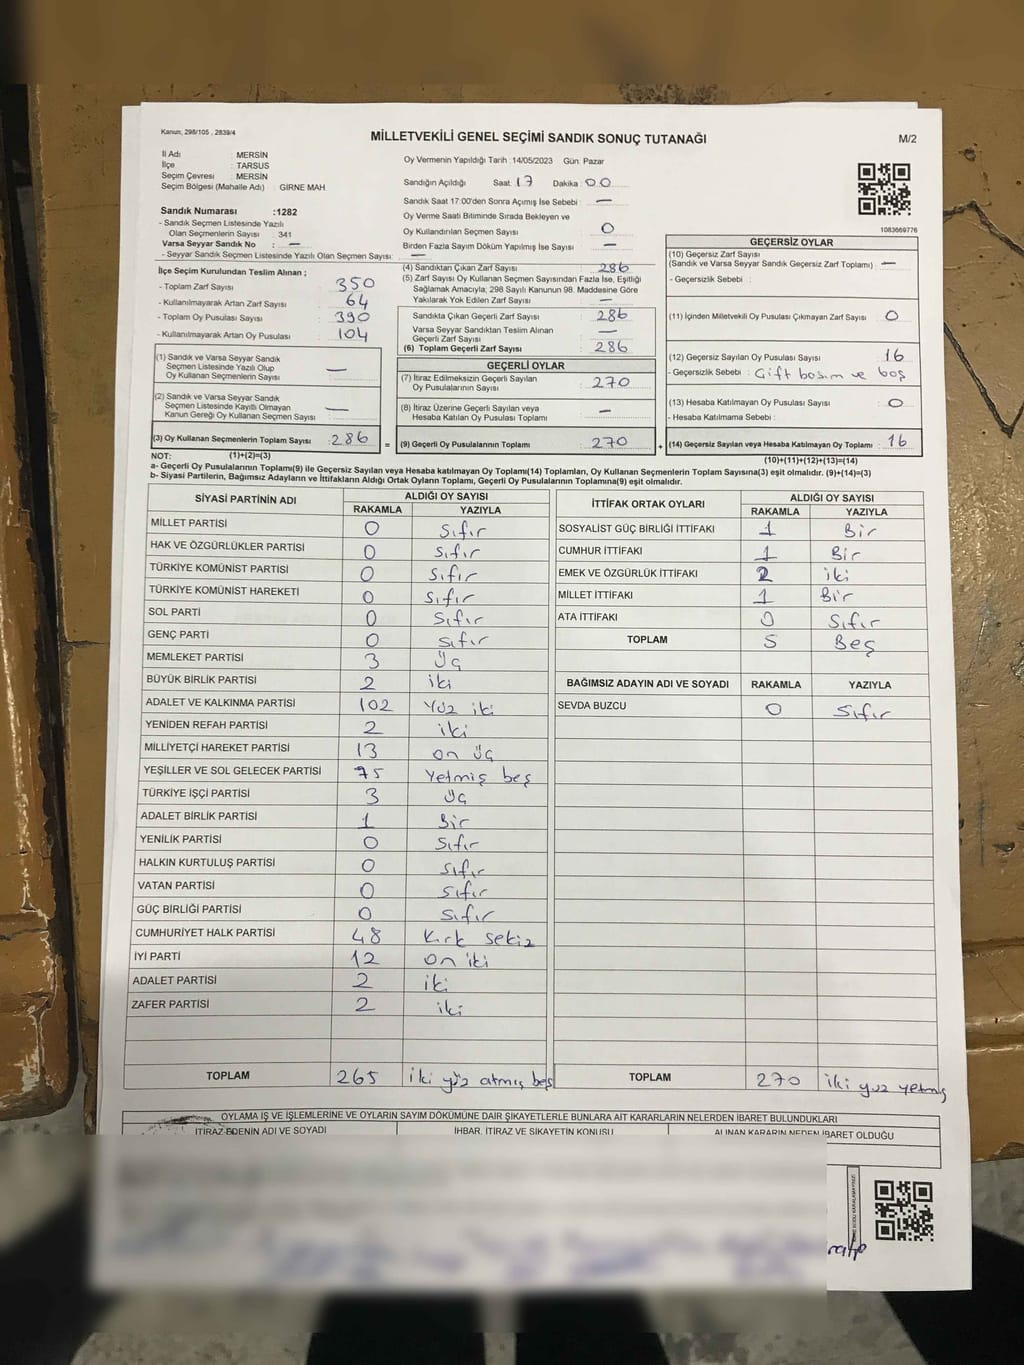 Kanun, 298/105 , 2839/4
MİLLETVEKİLİ GENEL SEÇİMİ SANDIK SONUÇ TUTANAĞI
M/2
İl Adı : MERSİN
İlçe : TARSUS
Seçim Çevresi : MERSİN
Seçim Bölgesi (Mahalle Adı) : GİRNE MAH
Oy Vermenin Yapıldığı Tarih : 14/05/2023 Gün: Pazar
Sandığın Açıldığı Saat: 17 Dakika: 00
Sandık Saat 17:00'den Sonra Açımış İse Sebebi : —
Oy Verme Saati Bitiminde Sırada Bekleyen ve
Oy Kullandırılan Seçmen Sayısı : 0
Birden Fazla Sayım Döküm Yapılmış İse Sayısı : —
Sandık Numarası :1282
- Sandık Seçmen Listesinde Yazılı
Olan Seçmenlerin Sayısı : 341
Varsa Seyyar Sandık No : —
- Seyyar Sandık Seçmen Listesinde Yazılı Olan Seçmen Sayısı: —
İlçe Seçim Kurulundan Teslim Alınan ;
- Toplam Zarf Sayısı : 350
- Kullanılmayarak Artan Zarf Sayısı : 64
- Toplam Oy Pusulası Sayısı : 390
- Kullanılmayarak Artan Oy Pusulası : 104
(1) Sandık ve Varsa Seyyar Sandık
Seçmen Listesinde Yazılı Olup
Oy Kullanan Seçmenlerin Sayısı : —
(2) Sandık ve Varsa Seyyar Sandık
Seçmen Listesinde Kayıtlı Olmayan
Kanun Gereği Oy Kullanan Seçmen Sayısı : —
(3) Oy Kullanan Seçmenlerin Toplam Sayısı : 286
(4) Sandıktan Çıkan Zarf Sayısı : 286
(5) Zarf Sayısı Oy Kullanan Seçmen Sayısından Fazla İse, Eşitliği
Sağlamak Amacıyla; 298 Sayılı Kanunun 98. Maddesine Göre
Yakılarak Yok Edilen Zarf Sayısı : —
Sandıkta Çıkan Geçerli Zarf Sayısı : 286
Varsa Seyyar Sandıktan Teslim Alınan
Geçerli Zarf Sayısı : —
(6) Toplam Geçerli Zarf Sayısı : 286
GEÇERLİ OYLAR
(7) İtiraz Edilmeksizin Geçerli Sayılan
Oy Pusulalarının Sayısı : 270
(8) İtiraz Üzerine Geçerli Sayılan veya
Hesaba Katılan Oy Pusulası Toplamı : —
= (9) Geçerli Oy Pusulalarının Toplamı : 270
1083669776
GEÇERSİZ OYLAR
(10) Geçersiz Zarf Sayısı
(Sandık ve Varsa Seyyar Sandık Geçersiz Zarf Toplamı) : —
- Geçersizlik Sebebi :
(11) İçinden Milletvekili Oy Pusulası Çıkmayan Zarf Sayısı : 0
(12) Geçersiz Sayılan Oy Pusulası Sayısı : 16
- Geçersizlik Sebebi : Çift basım ve boş
(13) Hesaba Katılmayan Oy Pusulası Sayısı : 0
- Hesaba Katılmama Sebebi :
+ (14) Geçersiz Sayılan veya Hesaba Katılmayan Oy Toplamı : 16
NOT: (1)+(2)=(3)
(10)+(11)+(12)+(13)=(14)
a- Geçerli Oy Pusulalarının Toplamı(9) ile Geçersiz Sayılan veya Hesaba katılmayan Oy Toplamı(14) Toplamları, Oy Kullanan Seçmenlerin Toplam Sayısına(3) eşit olmalıdır. (9)+(14)=(3)
b- Siyasi Partilerin, Bağımsız Adayların ve İttifakların Aldığı Ortak Oyların Toplamı, Geçerli Oy Pusulalarının Toplamına(9) eşit olmalıdır.
SİYASİ PARTİNİN ADI ALDIĞI OY SAYISI
RAKAMLA YAZIYLA
MİLLET PARTİSİ 0 Sıfır
HAK VE ÖZGÜRLÜKLER PARTİSİ 0 Sıfır
TÜRKİYE KOMÜNİST PARTİSİ 0 Sıfır
TÜRKİYE KOMÜNİST HAREKETİ 0 Sıfır
SOL PARTİ 0 Sıfır
GENÇ PARTİ 0 Sıfır
MEMLEKET PARTİSİ 3 Üç
BÜYÜK BİRLİK PARTİSİ 2 iki
ADALET VE KALKINMA PARTİSİ 102 Yüz iki
YENİDEN REFAH PARTİSİ 2 iki
MİLLİYETÇİ HAREKET PARTİSİ 13 on üç
YEŞİLLER VE SOL GELECEK PARTİSİ 75 Yetmiş beş
TÜRKİYE İŞÇİ PARTİSİ 3 üç
ADALET BİRLİK PARTİSİ 1 Bir
YENİLİK PARTİSİ 0 Sıfır
HALKIN KURTULUŞ PARTİSİ 0 Sıfır
VATAN PARTİSİ 0 Sıfır
GÜÇ BİRLİĞİ PARTİSİ 0 Sıfır
CUMHURİYET HALK PARTİSİ 48 Kırk sekiz
İYİ PARTİ 12 on iki
ADALET PARTİSİ 2 iki
ZAFER PARTİSİ 2 iki
TOPLAM 265 iki yüz atmış beş
İTTİFAK ORTAK OYLARI ALDIĞI OY SAYISI
RAKAMLA YAZIYLA
SOSYALİST GÜÇ BİRLİĞİ İTTİFAKI 1 Bir
CUMHUR İTTİFAKI 1 Bir
EMEK VE ÖZGÜRLÜK İTTİFAKI 2 iki
MİLLET İTTİFAKI 1 Bir
ATA İTTİFAKI 0 Sıfır
TOPLAM 5 Beş
BAĞIMSIZ ADAYIN ADI VE SOYADI RAKAMLA YAZIYLA
SEVDA BUZCU 0 Sıfır
TOPLAM 270 iki yuz yetmiş
OYLAMA İŞ VE İŞLEMLERİNE VE OYLARIN SAYIM DÖKÜMÜNE DAİR ŞİKAYETLERLE BUNLARA AİT KARARLARIN NELERDEN İBARET BULUNDUKLARI
İTİRAZ EDENİN ADI VE SOYADI İHBAR, İTİRAZ VE ŞİKAYETİN KONUSU ALINAN KARARIN NEDEN İBARET OLDUĞU